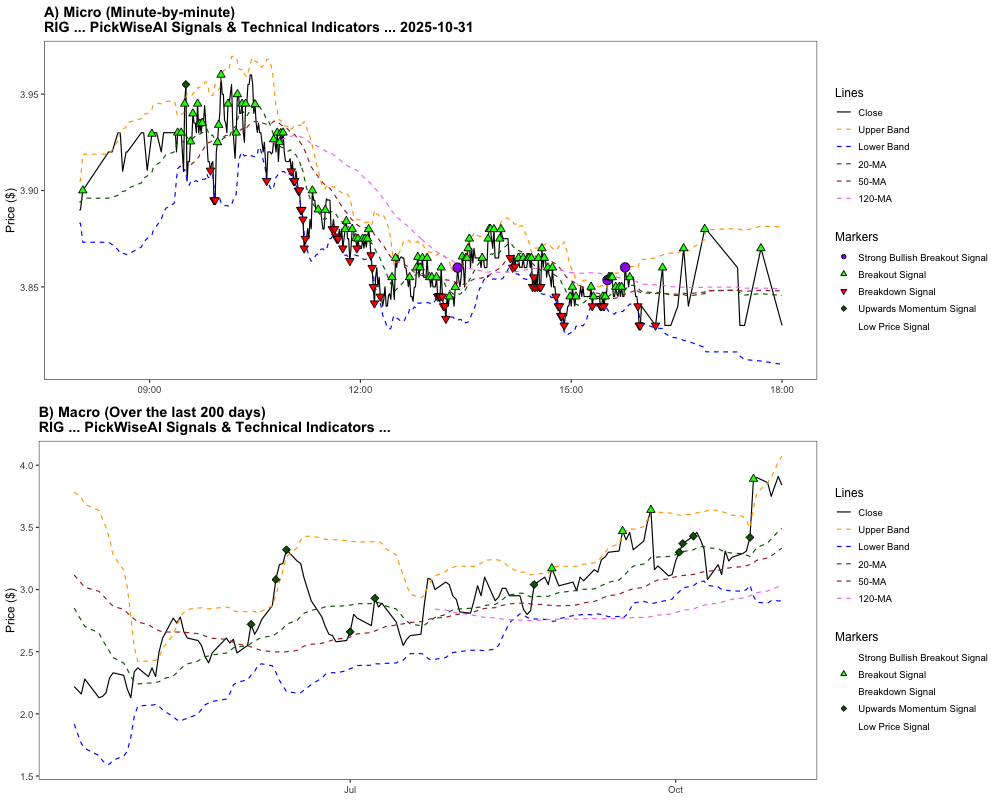 A) Micro (Minute-by-minute)
RIG ... PickWiseAI Signals & Technical Indicators ... 2025-10-31
Price ($)
3.95
3.90
3.85
09:00
12:00
15:00
18:00
Lines
Close
Upper Band
Lower Band
20-MA
50-MA
120-MA
Markers
Strong Bullish Breakout Signal
Breakout Signal
Breakdown Signal
Upwards Momentum Signal
Low Price Signal
B) Macro (Over the last 200 days)
RIG ... PickWiseAI Signals & Technical Indicators ...
Price ($)
4.0
3.5
3.0
2.5
2.0
1.5
Jul
Oct
Lines
Close
Upper Band
Lower Band
20-MA
50-MA
120-MA
Markers
Strong Bullish Breakout Signal
Breakout Signal
Breakdown Signal
Upwards Momentum Signal
Low Price Signal